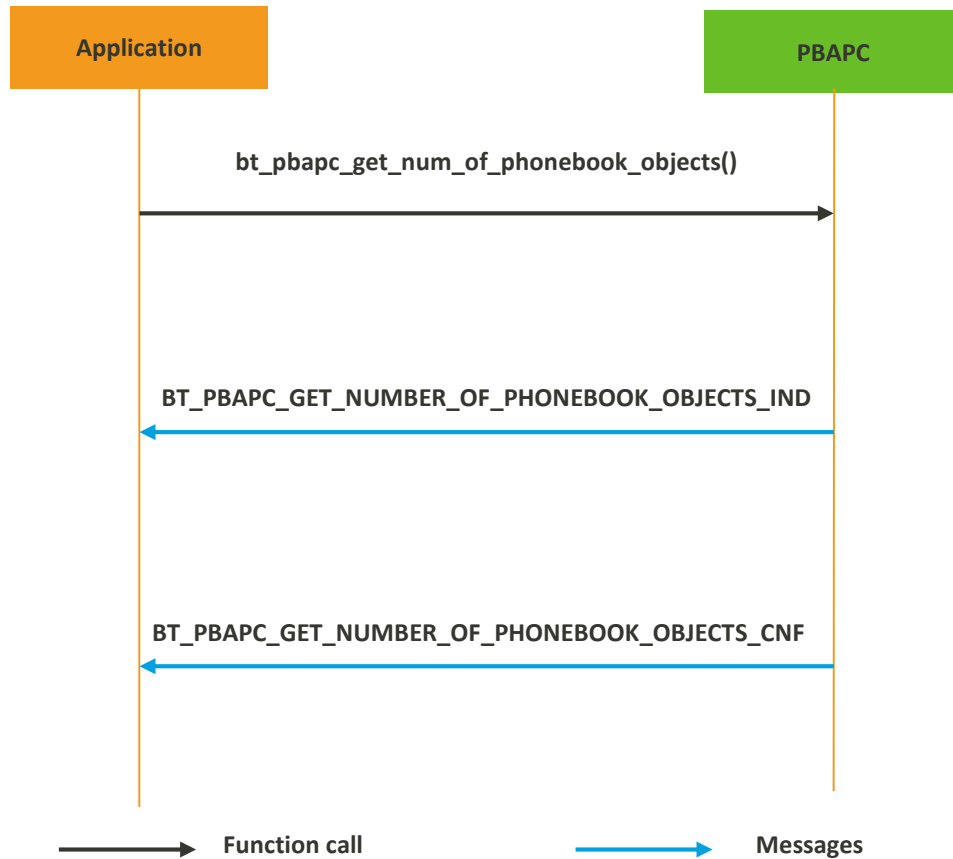 Application
PBAPC
bt_pbapc_get_num_of_phonebook_objects()
BT_PBAPC_GET_NUMBER_OF_PHONEBOOK_OBJECTS_IND
BT_PBAPC_GET_NUMBER_OF_PHONEBOOK_OBJECTS_CNF
Function call
Messages